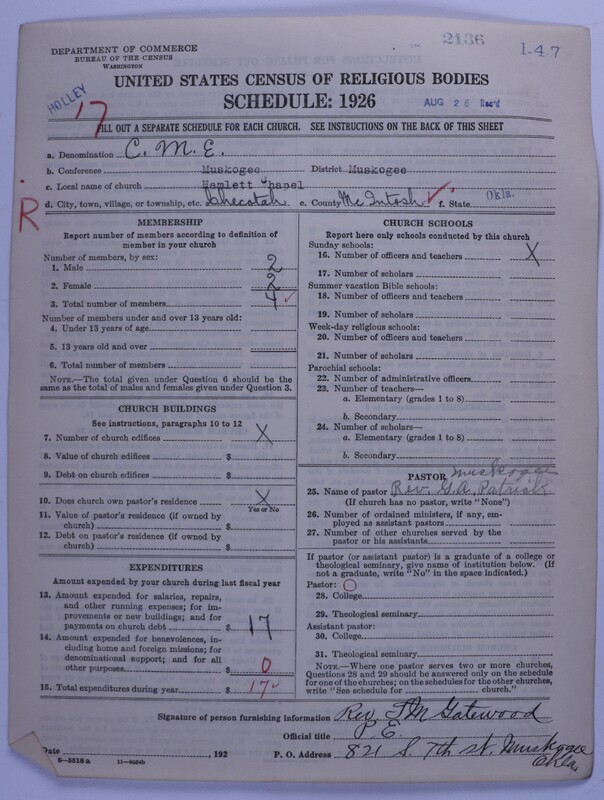 DEPARTMENT OF COMMERCE
BUREAU OF THE CENSUS
WASHINGTON
2136
1-4-7
UNITED STATES CENSUS OF RELIGIOUS BODIES
HOLLEY
SCHEDULE: 1926
AUG 26 Rec'd
17
FILL OUT A SEPARATE SCHEDULE FOR EACH CHURCH. SEE INSTRUCTIONS ON THE BACK OF THIS SHEET
a. Denomination C. M. E.
b. Conference Muskogee District Muskogee
c. Local name of church Hamlett Chapel
d. City, town, village, or township, etc. Checotah e. County McIntosh ✓ f. State Okla.
R
MEMBERSHIP
Report number of members according to definition of member in your church
Number of members, by sex:
1. Male 2
2. Female 2
3. Total number of members 4 ✓
Number of members under and over 13 years old:
4. Under 13 years of age
5. 13 years old and over
6. Total number of members
NOTE.—The total given under Question 6 should be the same as the total of males and females given under Question 3.
CHURCH BUILDINGS
See instructions, paragraphs 10 to 12
7. Number of church edifices X
8. Value of church edifices $
9. Debt on church edifices $
10. Does church own pastor's residence X
Yes or No
11. Value of pastor's residence (if owned by church) $
12. Debt on pastor's residence (if owned by church) $
EXPENDITURES
Amount expended by your church during last fiscal year
13. Amount expended for salaries, repairs, and other running expenses; for improvements or new buildings; and for payments on church debt $ 17
14. Amount expended for benevolences, including home and foreign missions; for denominational support; and for all other purposes $ 0
15. Total expenditures during year $ 17 ✓
CHURCH SCHOOLS
Report here only schools conducted by this church
Sunday schools:
16. Number of officers and teachers X
17. Number of scholars
Summer vacation Bible schools:
18. Number of officers and teachers
19. Number of scholars
Week-day religious schools:
20. Number of officers and teachers
21. Number of scholars
Parochial schools:
22. Number of administrative officers
23. Number of teachers—
a. Elementary (grades 1 to 8)
b. Secondary
24. Number of scholars—
a. Elementary (grades 1 to 8)
b. Secondary
PASTOR Muskogee
25. Name of pastor Rev. G. A. Patrick
(If church has no pastor, write "None")
26. Number of ordained ministers, if any, employed as assistant pastors
27. Number of other churches served by the pastor or his assistants
If pastor (or assistant pastor) is a graduate of a college or theological seminary, give name of institution below. (If not a graduate, write "No" in the space indicated.)
Pastor: O
28. College
29. Theological seminary
Assistant pastor:
30. College
31. Theological seminary
NOTE.—Where one pastor serves two or more churches, Questions 28 and 29 should be answered only on the schedule for one of the churches; on the schedules for the other churches, write "See schedule for church."
Signature of person furnishing information Rev. F. M. Gatewood
Official title P. E.
Date , 192 P. O. Address 821 S. 7th st. Muskogee Okla
8—5518 a